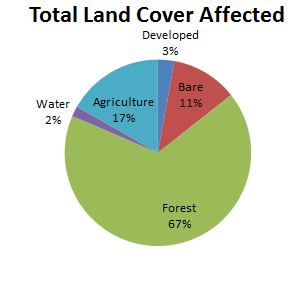 Total Land Cover Affected
Developed
3%
Bare
11%
Forest
67%
Water
2%
Agriculture
17%